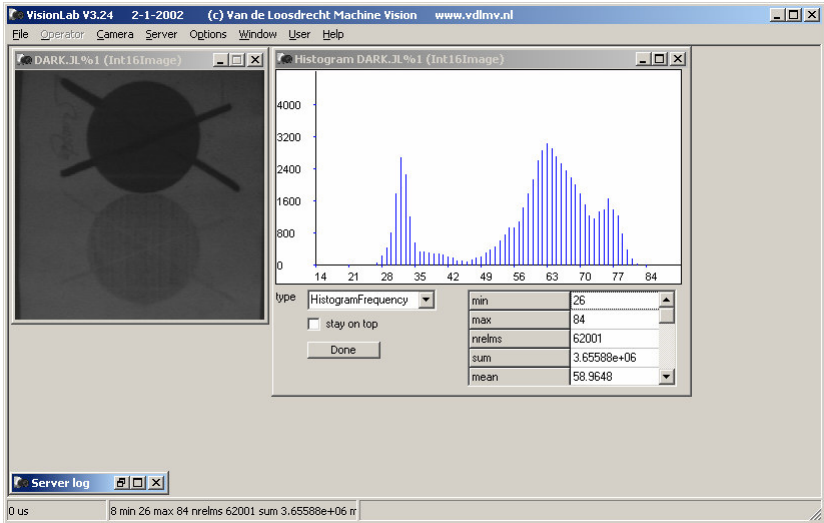 VisionLab V3.24 2-1-2002 (c) Van de Loosdrecht Machine Vision www.vdlmv.nl
File Operator Camera Server Options Window User Help
DARK.JL%1 (Int16Image)
Histogram DARK.JL%1 (Int16Image)
4000
3200
2400
1600
800
0
14 21 28 35 42 49 56 63 70 77 84
type HistogramFrequency
stay on top
Done
min 26
max 84
nrelms 62001
sum 3.65588e+06
mean 58.9648
Server log
0 us 8 min 26 max 84 nrelms 62001 sum 3.65588e+06 m